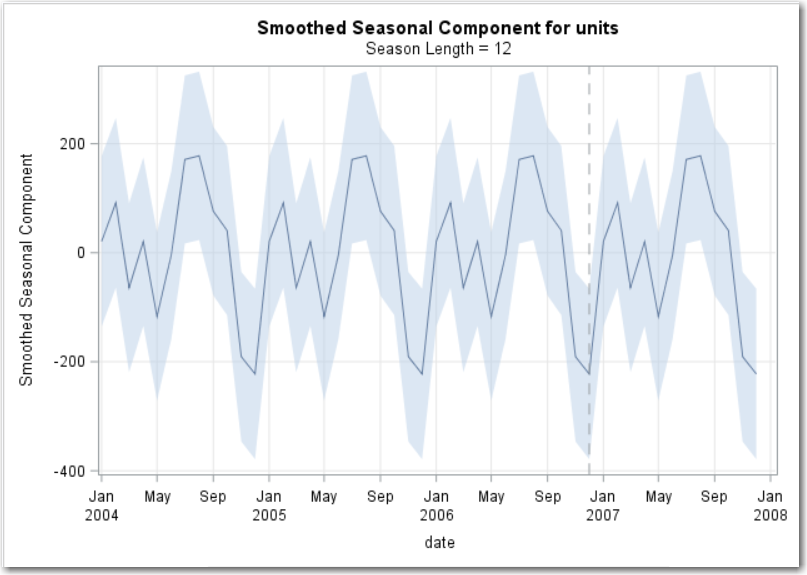 Smoothed Seasonal Component for units
Season Length = 12
Smoothed Seasonal Component
200
0
-200
-400
Jan May Sep Jan May Sep Jan May Sep Jan May Sep Jan
2004 2005 2006 2007 2008
date